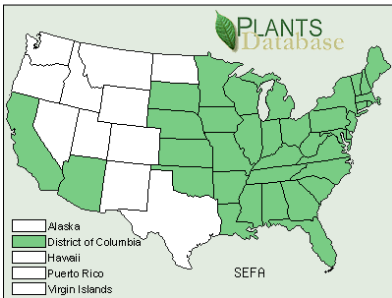 PLANTS
Database
Alaska
District of Columbia
Hawaii
Puerto Rico
Virgin Islands
SEFA